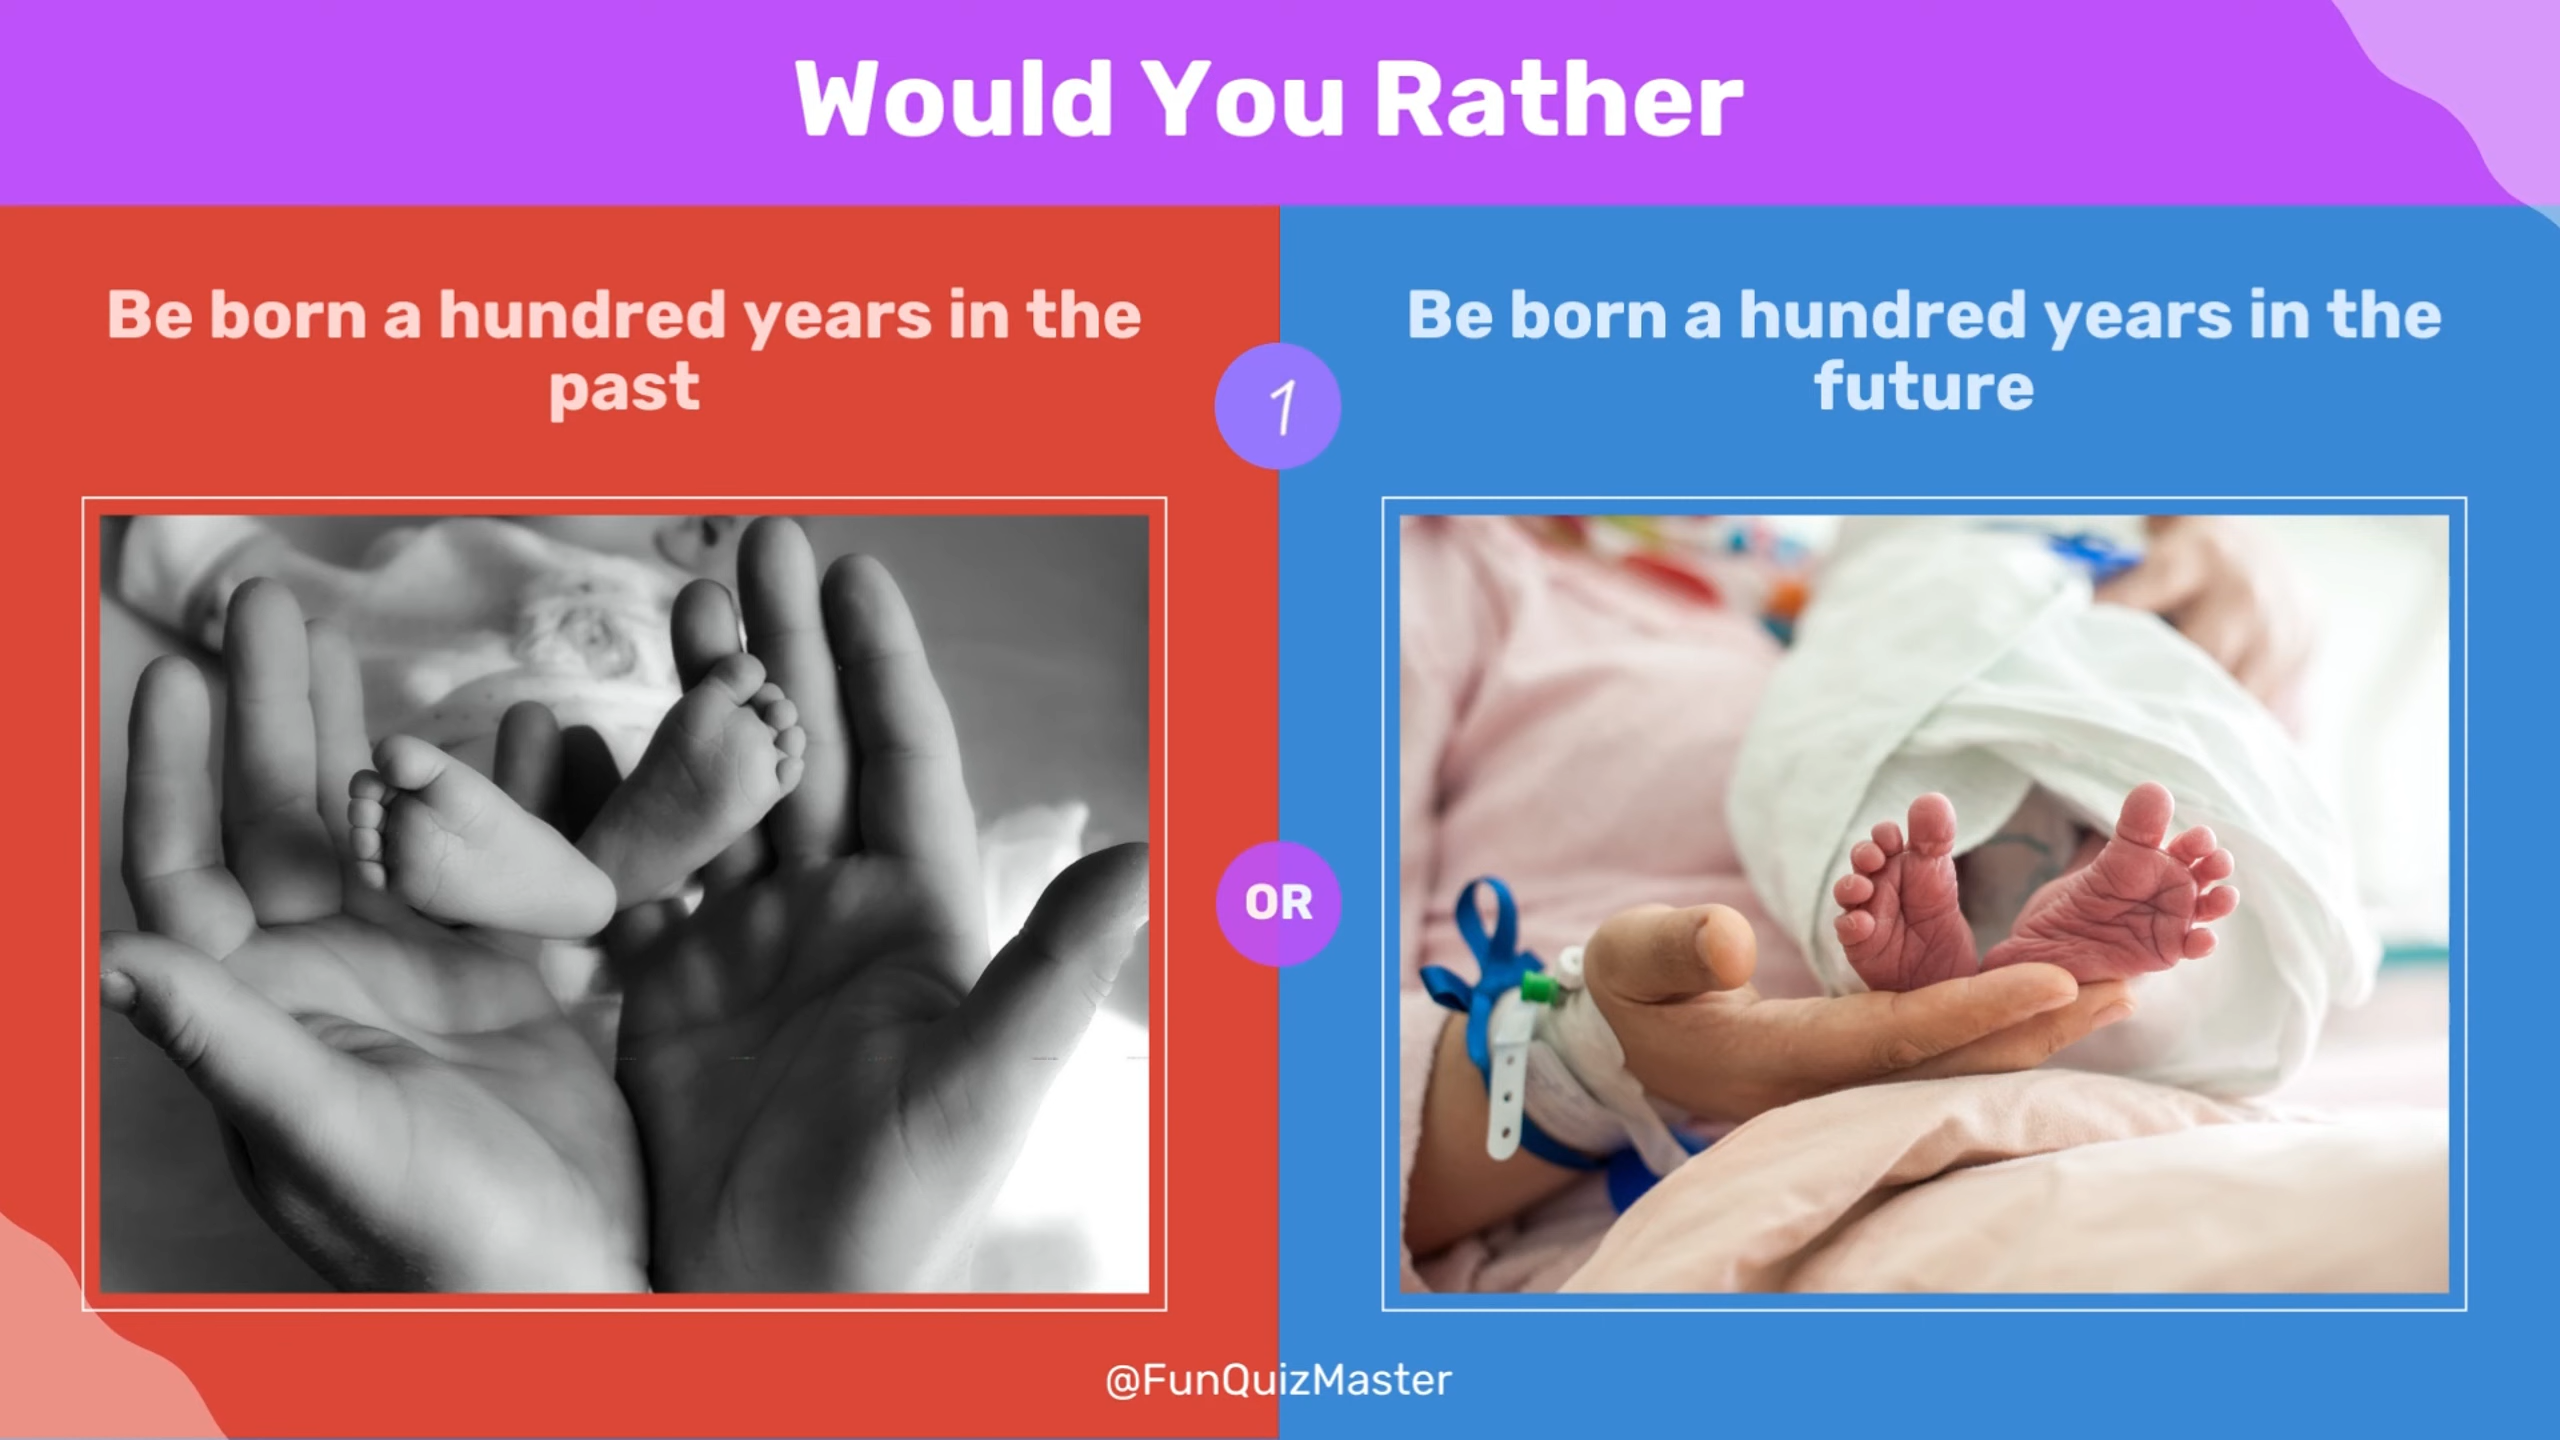 Would You Rather
Be born a hundred years in the
past
1
Be born a hundred years in the
future
OR
@FunQuizMaster